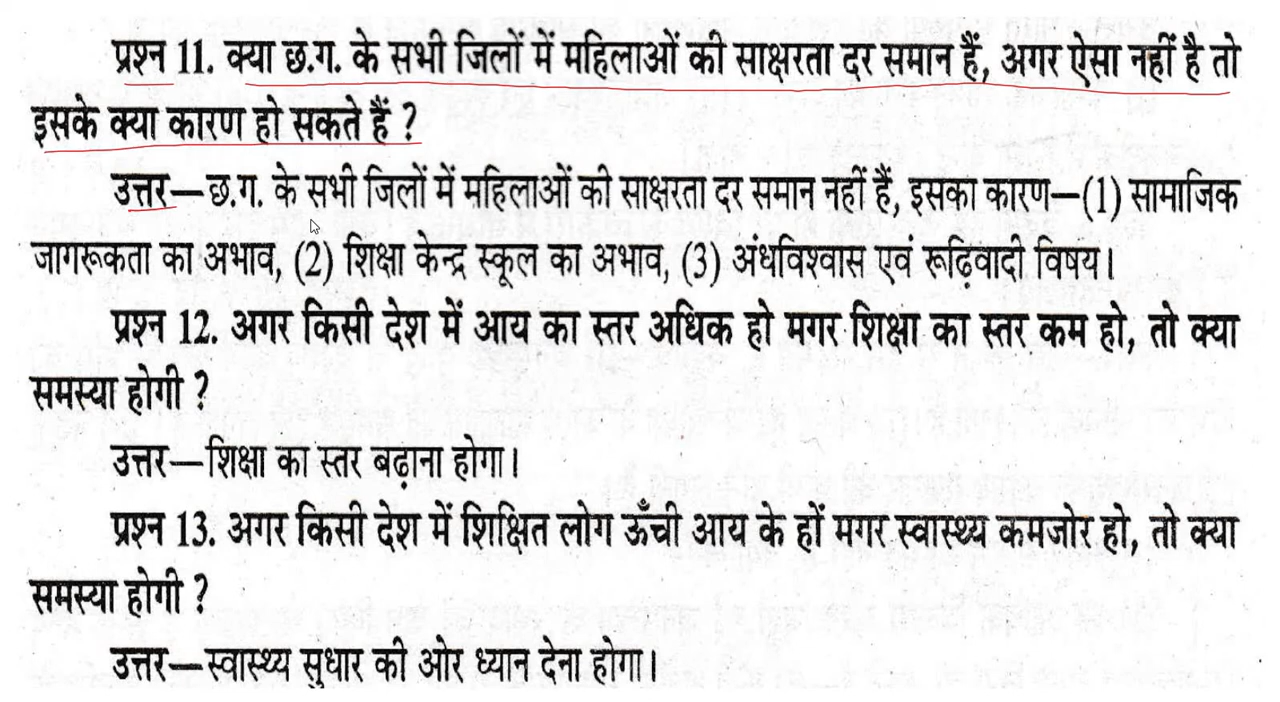 प्रश्न 11. क्या छ.ग. के सभी जिलों में महिलाओं की साक्षरता दर समान हैं, अगर ऐसा नहीं है तो
इसके क्या कारण हो सकते हैं ?
उत्तर—छ.ग. के सभी जिलों में महिलाओं की साक्षरता दर समान नहीं हैं, इसका कारण—(1) सामाजिक
जागरूकता का अभाव, (2) शिक्षा केन्द्र स्कूल का अभाव, (3) अंधविश्वास एवं रूढ़िवादी विषय।
प्रश्न 12. अगर किसी देश में आय का स्तर अधिक हो मगर शिक्षा का स्तर कम हो, तो क्या
समस्या होगी ?
उत्तर—शिक्षा का स्तर बढ़ाना होगा।
प्रश्न 13. अगर किसी देश में शिक्षित लोग ऊँची आय के हों मगर स्वास्थ्य कमजोर हो, तो क्या
समस्या होगी ?
उत्तर—स्वास्थ्य सुधार की ओर ध्यान देना होगा।